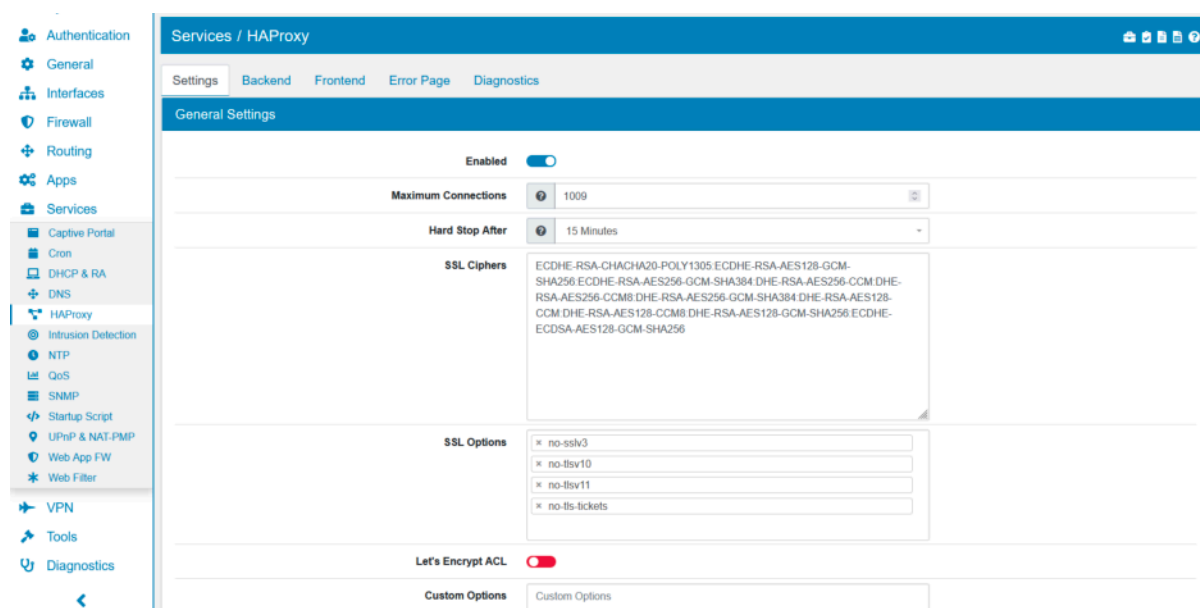 Authentication
General
Interfaces
Firewall
Routing
Apps
Services
Captive Portal
Cron
DHCP & RA
DNS
HAProxy
Intrusion Detection
NTP
QoS
SNMP
Startup Script
UPnP & NAT-PMP
Web App FW
Web Filter
VPN
Tools
Diagnostics
Services / HAProxy
Settings Backend Frontend Error Page Diagnostics
General Settings
Enabled
Maximum Connections 1009
Hard Stop After 15 Minutes
SSL Ciphers ECDHE-RSA-CHACHA20-POLY1305:ECDHE-RSA-AES128-GCM-
SHA256:ECDHE-RSA-AES256-GCM-SHA384:DHE-RSA-AES256-CCM:DHE-
RSA-AES256-CCM8:DHE-RSA-AES256-GCM-SHA384:DHE-RSA-AES128-
CCM:DHE-RSA-AES128-CCM8:DHE-RSA-AES128-GCM-SHA256:ECDHE-
ECDSA-AES128-GCM-SHA256
SSL Options × no-sslv3
× no-tlsv10
× no-tlsv11
× no-tls-tickets
Let's Encrypt ACL
Custom Options Custom Options